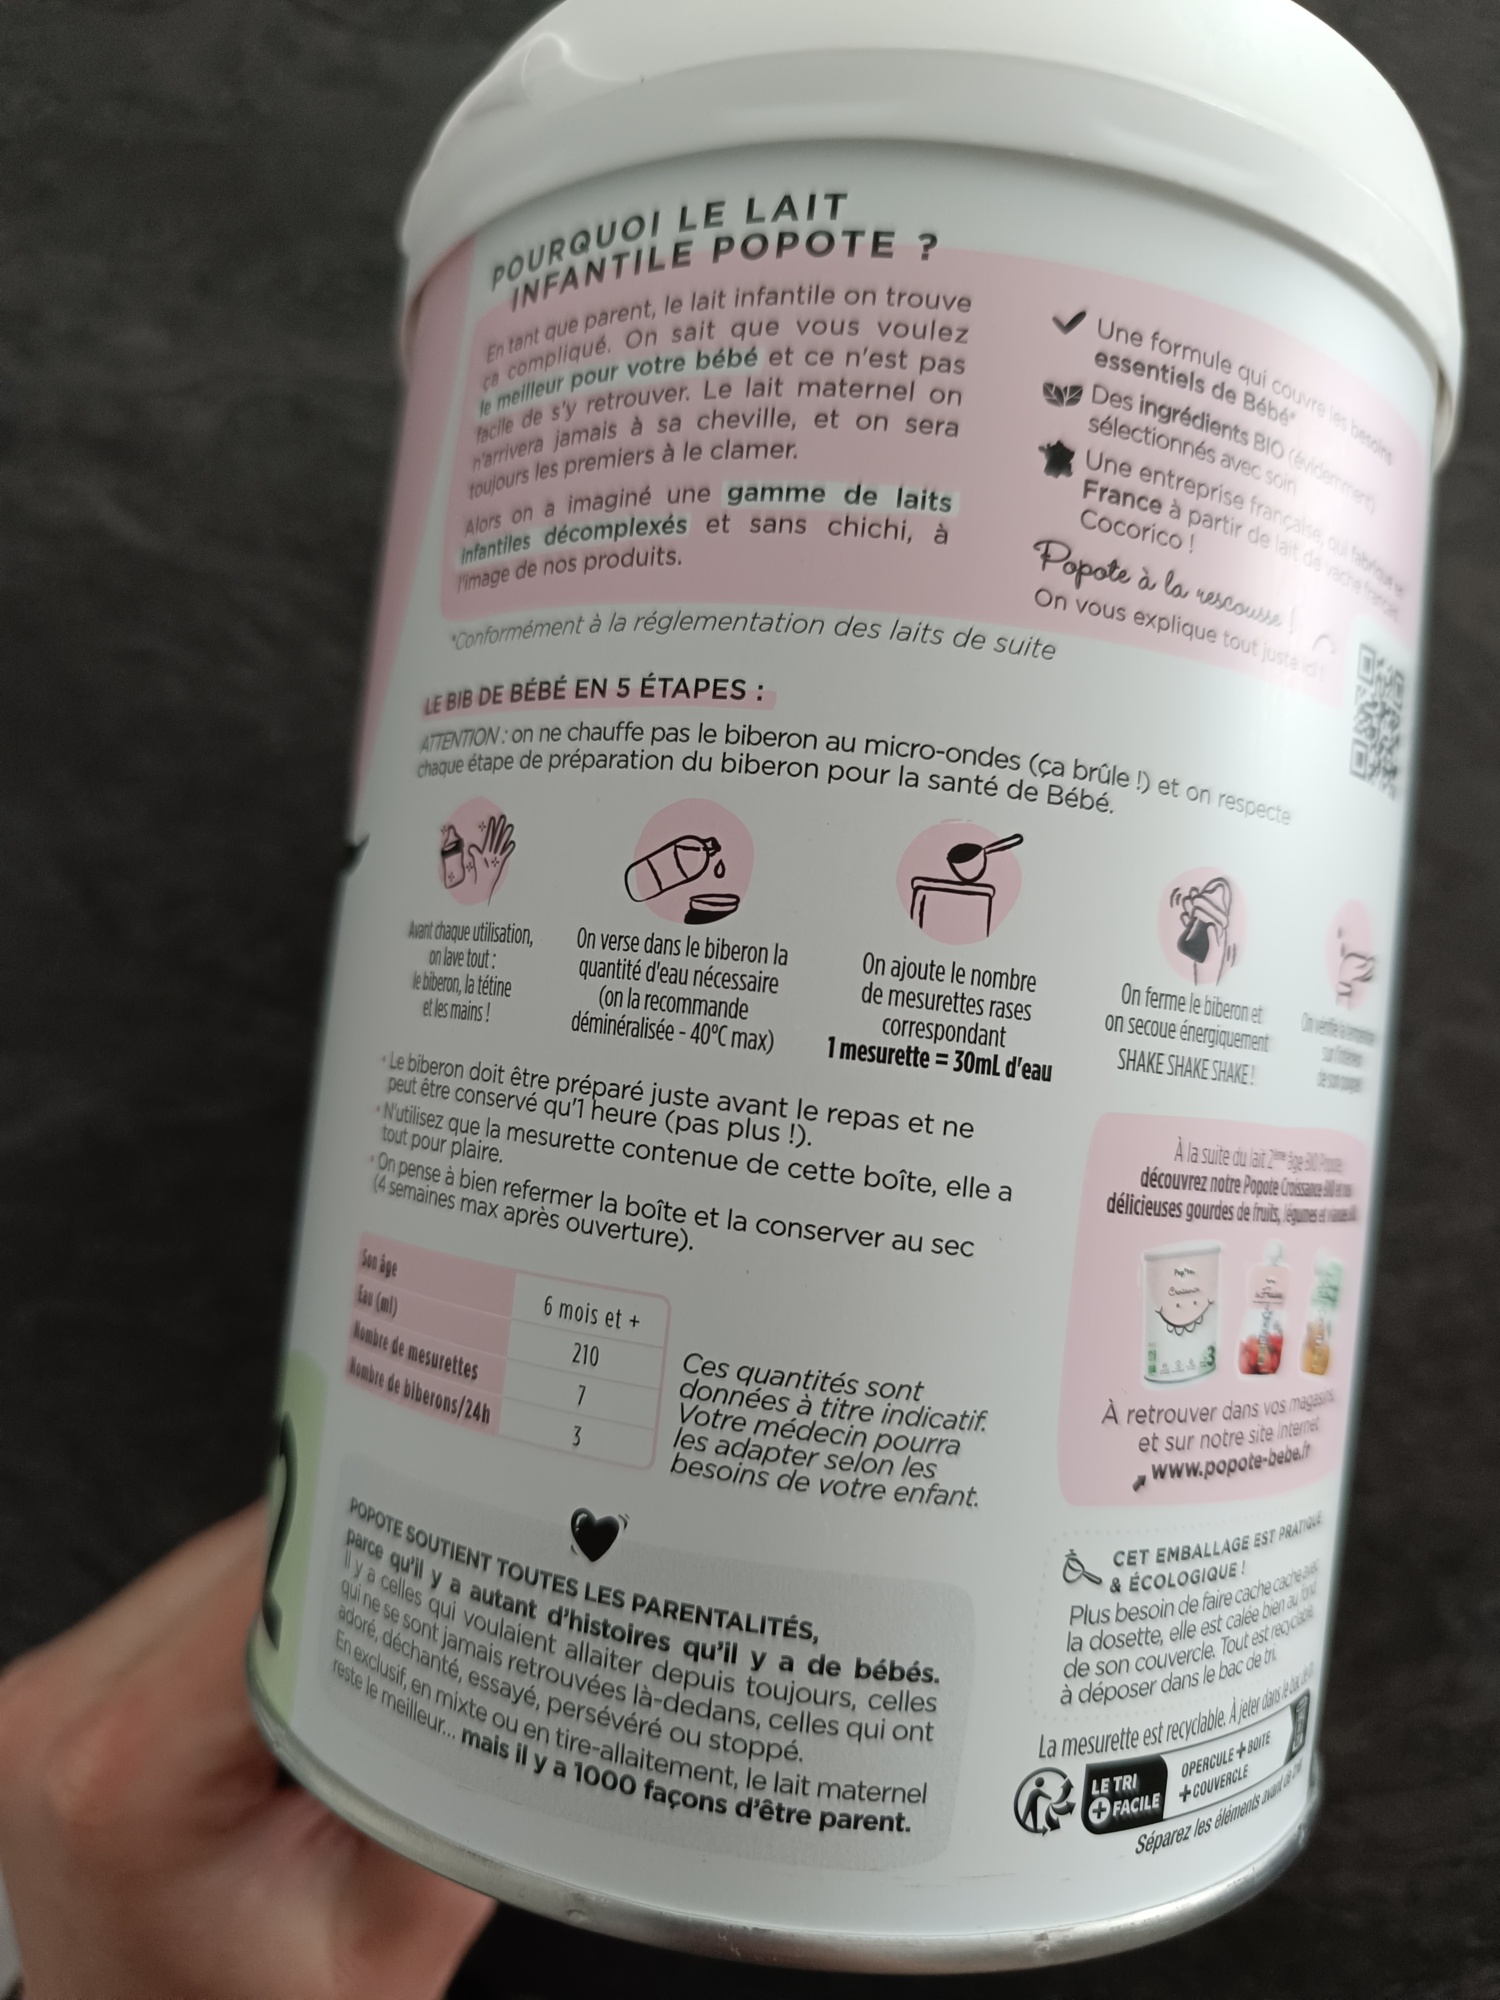 POURQUOI LE LAIT
INFANTILE POPOTE ?
En tant que parent, le lait infantile on trouve
ça compliqué. On sait que vous voulez
le meilleur pour votre bébé et ce n'est pas
facile de s'y retrouver. Le lait maternel on
n'arrivera jamais à sa cheville, et on sera
toujours les premiers à le clamer.
Alors on a imaginé une gamme de laits
infantiles décomplexés et sans chichi, à
l'image de nos produits.
Une formule qui couvre les besoins
essentiels de Bébé*
Des ingrédients BIO (évidemment)
sélectionnés avec soin
Une entreprise française, qui fabrique en
France à partir de lait de vache français.
Cocorico !
Popote à la rescousse !
On vous explique tout juste ici !
*Conformément à la réglementation des laits de suite
LE BIB DE BÉBÉ EN 5 ÉTAPES :
ATTENTION : on ne chauffe pas le biberon au micro-ondes (ça brûle !) et on respecte
chaque étape de préparation du biberon pour la santé de Bébé.
Avant chaque utilisation,
on lave tout :
le biberon, la tétine
et les mains !
On verse dans le biberon la
quantité d'eau nécessaire
(on la recommande
déminéralisée - 40°C max)
On ajoute le nombre
de mesurettes rases
correspondant
1 mesurette = 30mL d'eau
On ferme le biberon et
on secoue énergiquement
SHAKE SHAKE SHAKE !
On vérifie la
sur
de son
• Le biberon doit être préparé juste avant le repas et ne
peut être conservé qu'1 heure (pas plus !).
• N'utilisez que la mesurette contenue de cette boîte, elle a
tout pour plaire.
• On pense à bien refermer la boîte et la conserver au sec
(4 semaines max après ouverture).
Son âge 6 mois et +
Eau (ml) 210
Nombre de mesurettes 7
Nombre de biberons/24h 3
Ces quantités sont
données à titre indicatif.
Votre médecin pourra
les adapter selon les
besoins de votre enfant.
À la suite du lait 2ème âge BIO Popote
découvrez notre Popote Croissance BIO et nos
délicieuses gourdes de fruits, légumes et
Croissance
3
À retrouver dans vos magasins
et sur notre site internet
www.popote-bebe.fr
2
POPOTE SOUTIENT TOUTES LES PARENTALITÉS,
parce qu'il y a autant d'histoires qu'il y a de bébés.
Il y a celles qui voulaient allaiter depuis toujours, celles
qui ne se sont jamais retrouvées là-dedans, celles qui ont
adoré, déchanté, essayé, persévéré ou stoppé.
En exclusif, en mixte ou en tire-allaitement, le lait maternel
reste le meilleur... mais il y a 1000 façons d'être parent.
CET EMBALLAGE EST PRATIQUE
& ÉCOLOGIQUE !
Plus besoin de faire cache cache avec
la dosette, elle est calée bien au fond
de son couvercle. Tout est recyclable,
à déposer dans le bac de tri.
La mesurette est recyclable. À jeter dans le bac de tri
LE TRI
+ FACILE
OPERCULE + BOITE
+ COUVERCLE
Séparez les éléments avant de